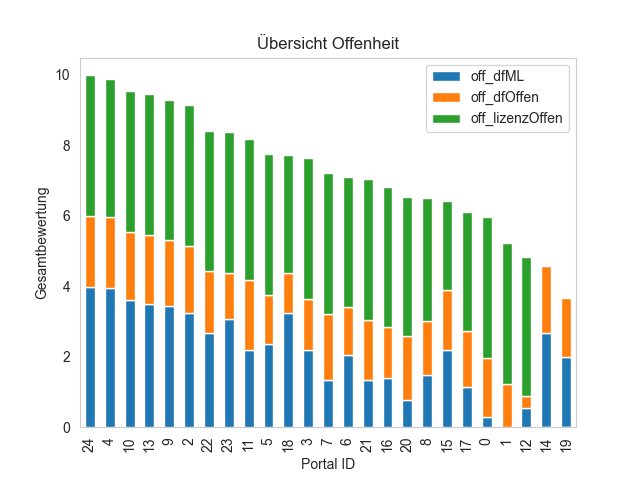 Übersicht Offenheit
off_dfML
off_dfOffen
off_lizenzOffen
Gesamtbewertung
10
8
6
4
2
0
24 4 10 13 9 2 22 23 11 5 18 3 7 6 21 16 20 8 15 17 0 1 12 14 19
Portal ID